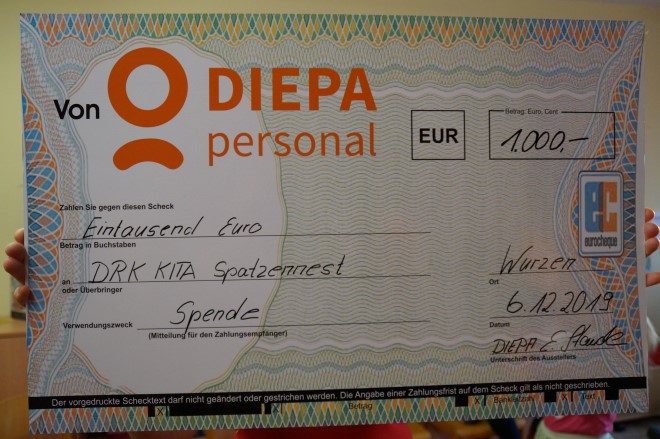 Von DIEPA
personal
EUR
Betrag: Euro, Cent
1.000,-
Zahlen Sie gegen diesen Scheck
Eintausend Euro
Betrag in Buchstaben
ec
eurocheque
an DRK KITA Spatzennest
oder Überbringer
Wurzen
Ort
6.12.2019
Datum
Verwendungszweck Spende
(Mitteilung für den Zahlungsempfänger)
DIEPA E.
Unterschrift des Ausstellers
Der vorgedruckte Schecktext darf nicht geändert oder gestrichen werden. Die Angabe einer Zahlungsfrist auf dem Scheck gilt als nicht geschrieben.
X Betrag X X Text X